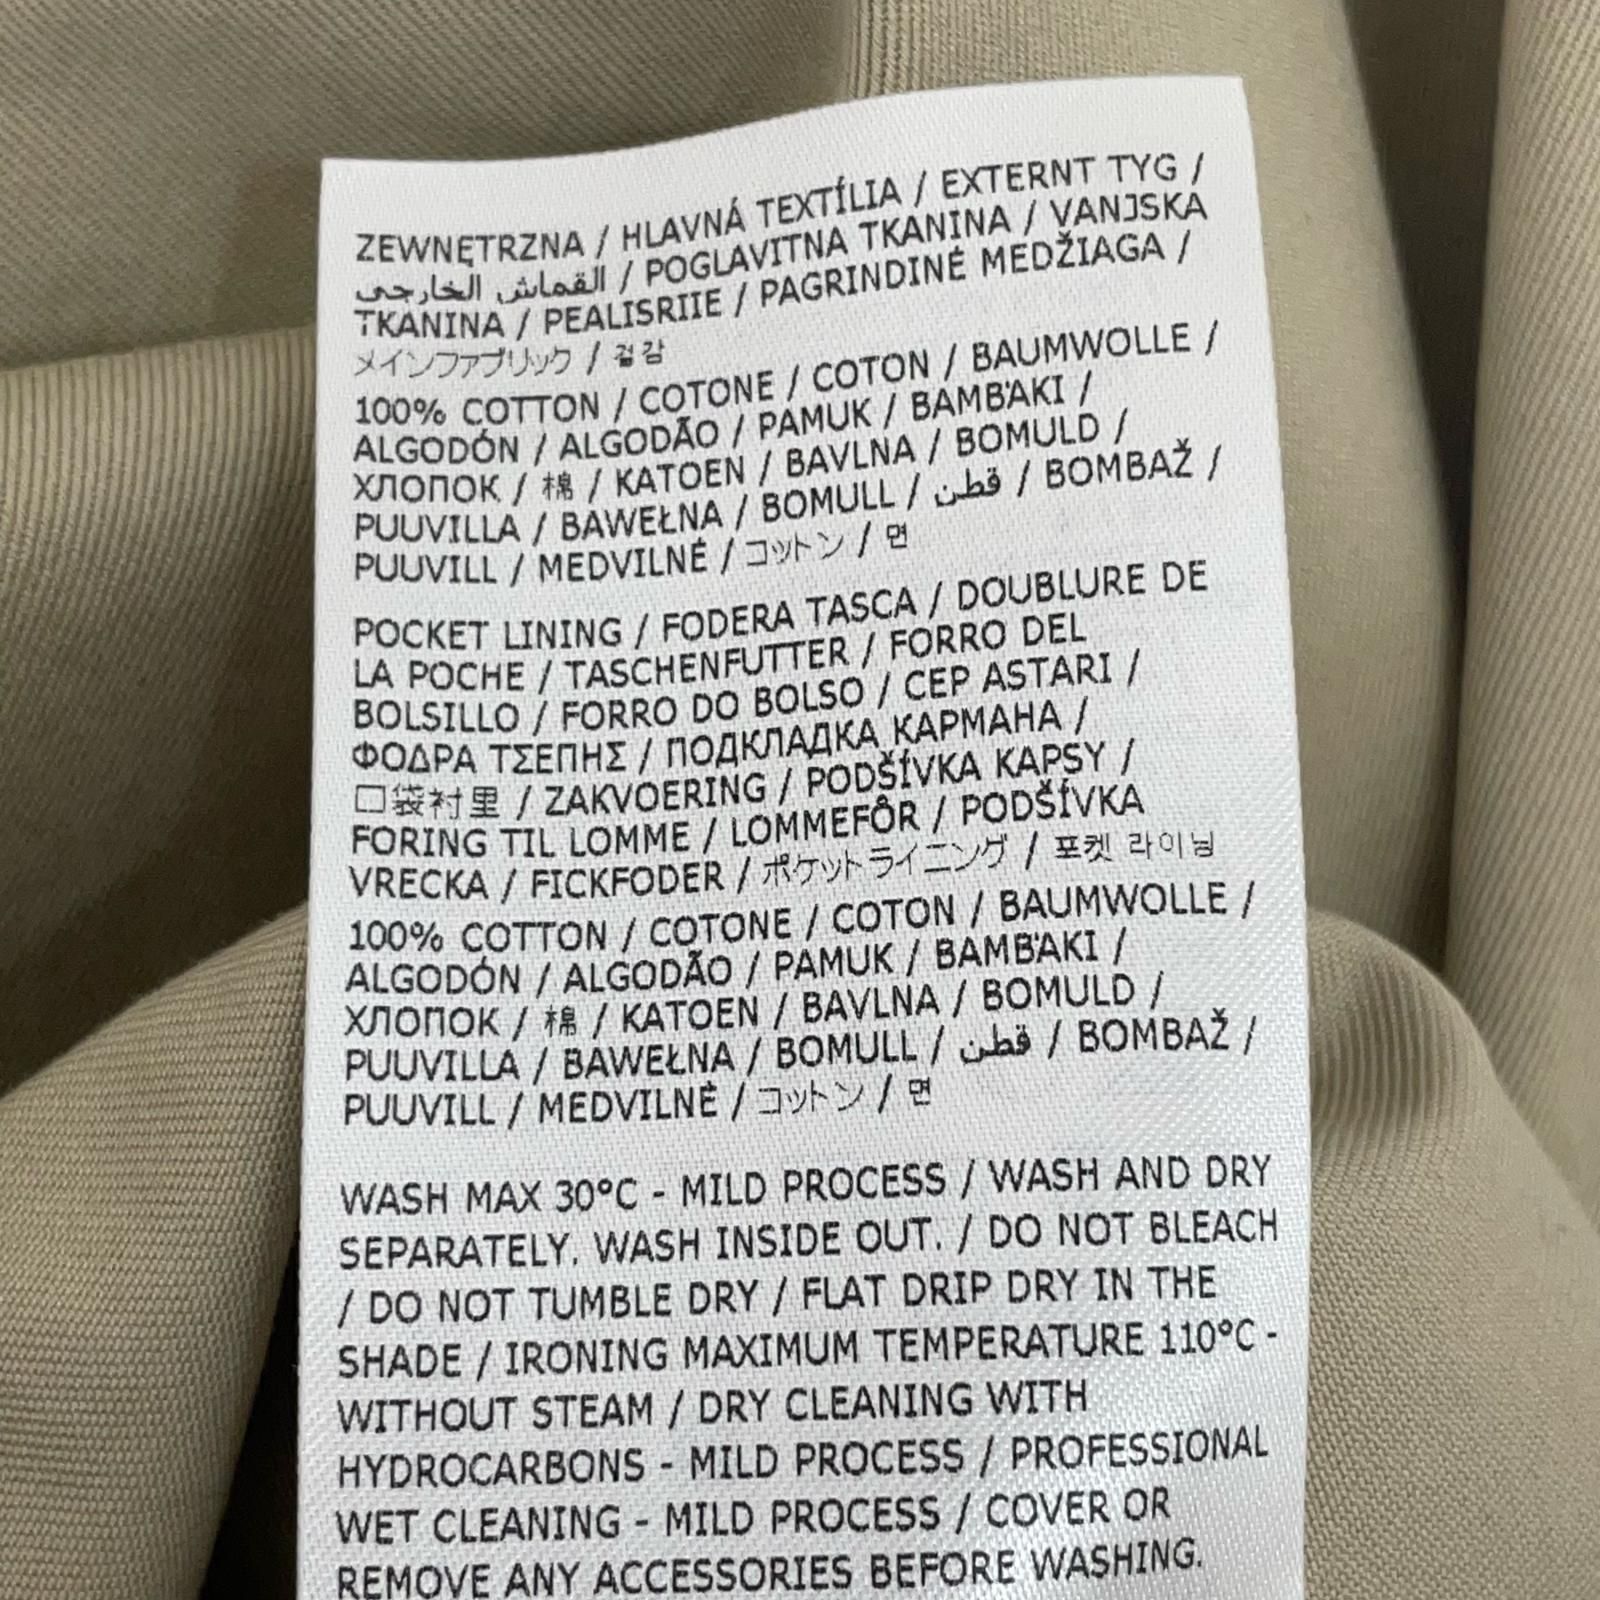 ZEWNĘTRZNA / HLAVNÁ TEXTÍLIA / EXTERNT TYG /
القماش الخارجي / POGLAVITNA TKANINA / VANJSKA
TKANINA / PEALISRIIE / PAGRINDINĖ MEDŽIAGA /
メインファブリック / 겉감
100% COTTON / COTONE / COTON / BAUMWOLLE /
ALGODÓN / ALGODÃO / PAMUK / BAMBAKI /
ХЛОПОК / 棉 / KATOEN / BAVLNA / BOMULD /
PUUVILLA / BAWEŁNA / BOMULL / قطن / BOMBAŽ /
PUUVILL / MEDVILNĖ / コットン / 면
POCKET LINING / FODERA TASCA / DOUBLURE DE
LA POCHE / TASCHENFUTTER / FORRO DEL
BOLSILLO / FORRO DO BOLSO / CEP ASTARI /
ΦΟΔΡΑ ΤΣΕΠΗΣ / ПОДКЛАДКА КАРМАНА /
口袋衬里 / ZAKVOERING / PODŠÍVKA KAPSY /
FORING TIL LOMME / LOMMEFÔR / PODŠÍVKA
VRECKA / FICKFODER / ポケットライニング / 포켓 라이닝
100% COTTON / COTONE / COTON / BAUMWOLLE /
ALGODÓN / ALGODÃO / PAMUK / BAMBAKI /
ХЛОПОК / 棉 / KATOEN / BAVLNA / BOMULD /
PUUVILLA / BAWEŁNA / BOMULL / قطن / BOMBAŽ /
PUUVILL / MEDVILNĖ / コットン / 면
WASH MAX 30°C - MILD PROCESS / WASH AND DRY
SEPARATELY. WASH INSIDE OUT. / DO NOT BLEACH
/ DO NOT TUMBLE DRY / FLAT DRIP DRY IN THE
SHADE / IRONING MAXIMUM TEMPERATURE 110°C -
WITHOUT STEAM / DRY CLEANING WITH
HYDROCARBONS - MILD PROCESS / PROFESSIONAL
WET CLEANING - MILD PROCESS / COVER OR
REMOVE ANY ACCESSORIES BEFORE WASHING.